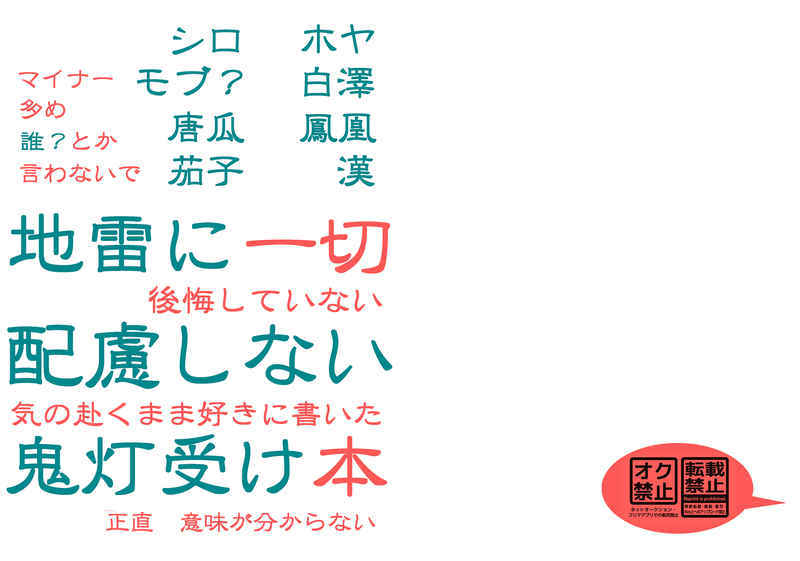 シロ　ホヤ
モブ？　白澤
唐瓜　鳳凰
茄子　漢
マイナー
多め
誰？とか
言わないで
地雷に一切
後悔していない
配慮しない
気の赴くまま好きに書いた
鬼灯受け本
正直　意味が分からない
オク
禁止
転載
禁止